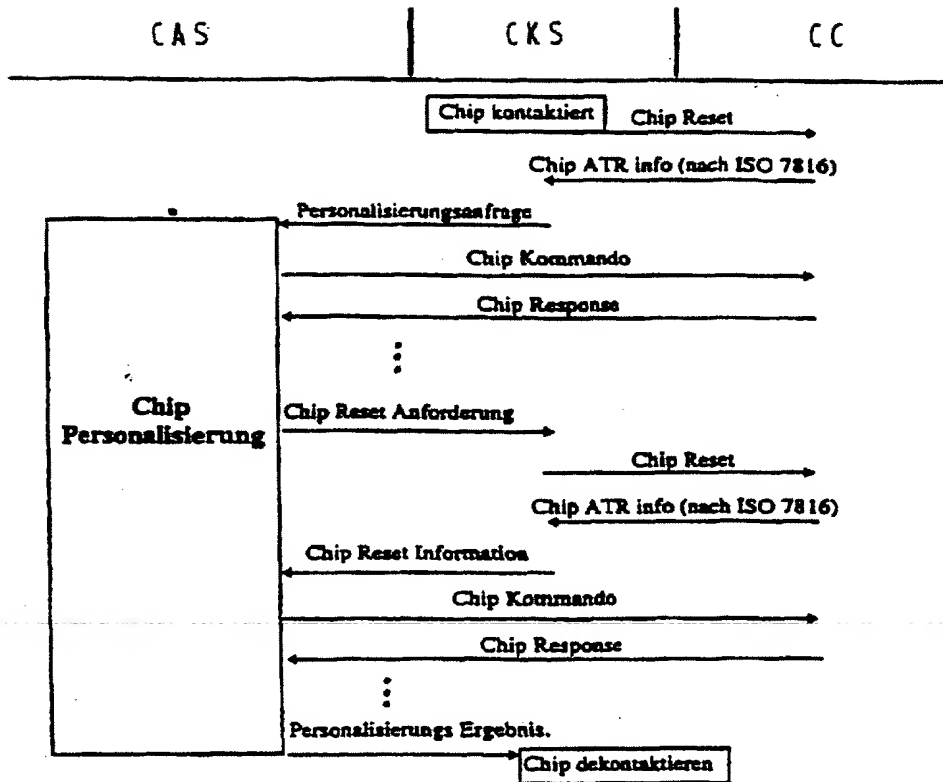 CAS CKS CC
Chip kontaktiert Chip Reset
Chip ATR info (nach ISO 7816)
Personalisierungsanfrage
Chip Kommando
Chip Response
Chip
Personalisierung
Chip Reset Anforderung
Chip Reset
Chip ATR info (nach ISO 7816)
Chip Reset Information
Chip Kommando
Chip Response
Personalisierungs Ergebnis.
Chip dekontaktieren